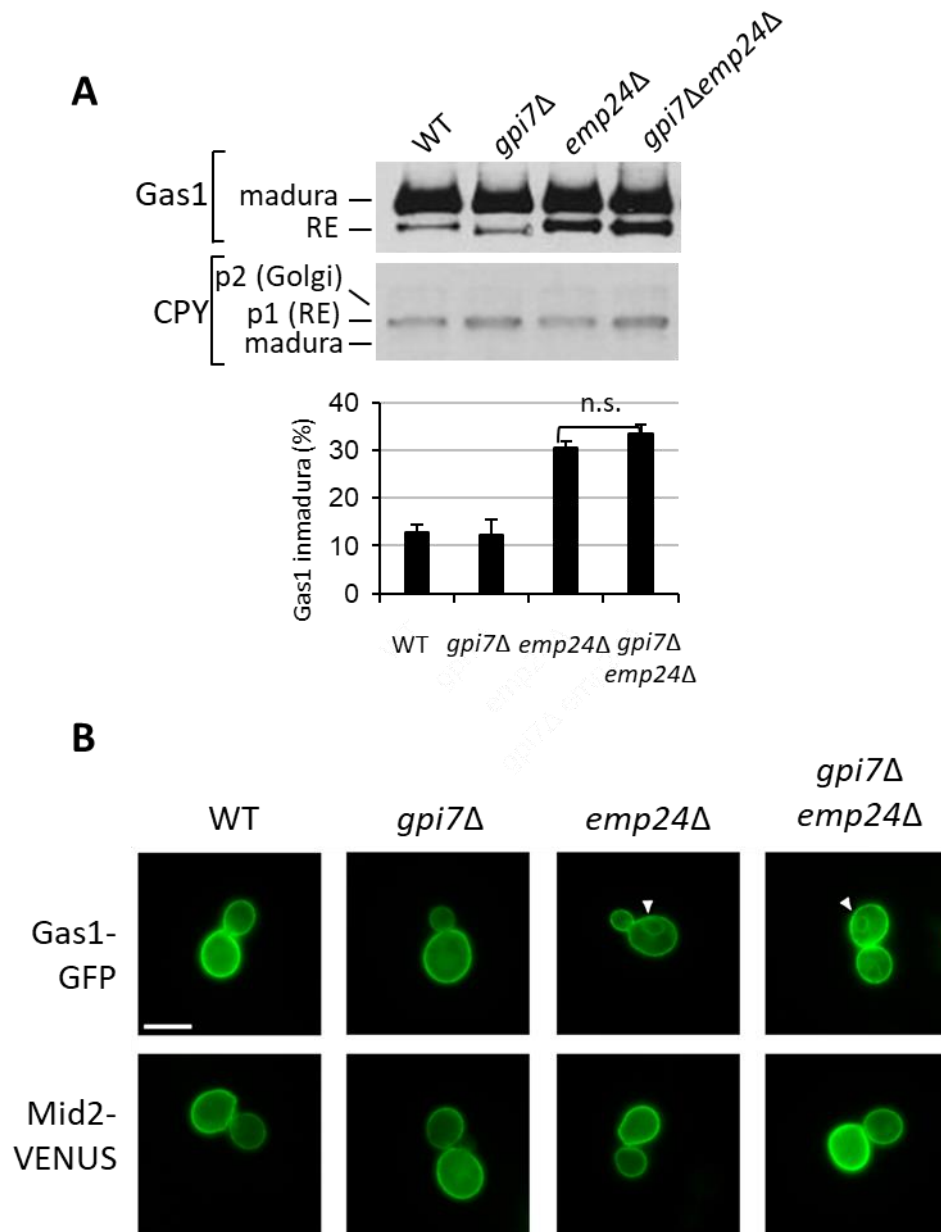 A
WT
gpi7Δ
emp24Δ
gpi7Δemp24Δ
Gas1
madura
RE
CPY
p2 (Golgi)
p1 (RE)
madura
Gas1 inmadura (%)
40
30
20
10
0
n.s.
WT
gpi7Δ
emp24Δ
gpi7Δ
emp24Δ
B
WT
gpi7Δ
emp24Δ
gpi7Δ
emp24Δ
Gas1-
GFP
Mid2-
VENUS